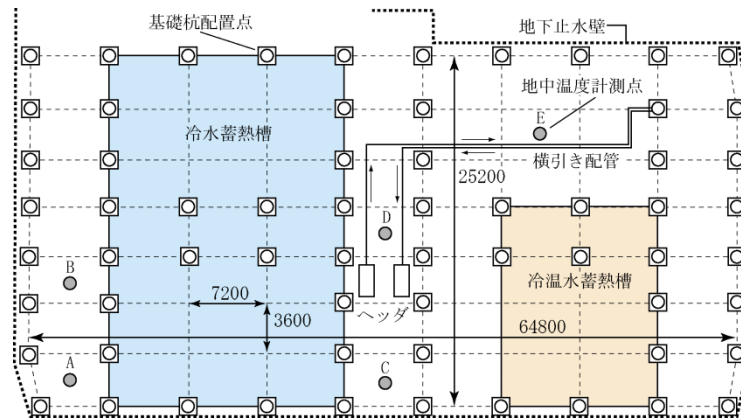 基礎杭配置点
地下止水壁
地中温度計測点
E
冷水蓄熱槽
横引き配管
25200
D
B
冷温水蓄熱槽
7200
ヘッダ
3600
64800
A
C